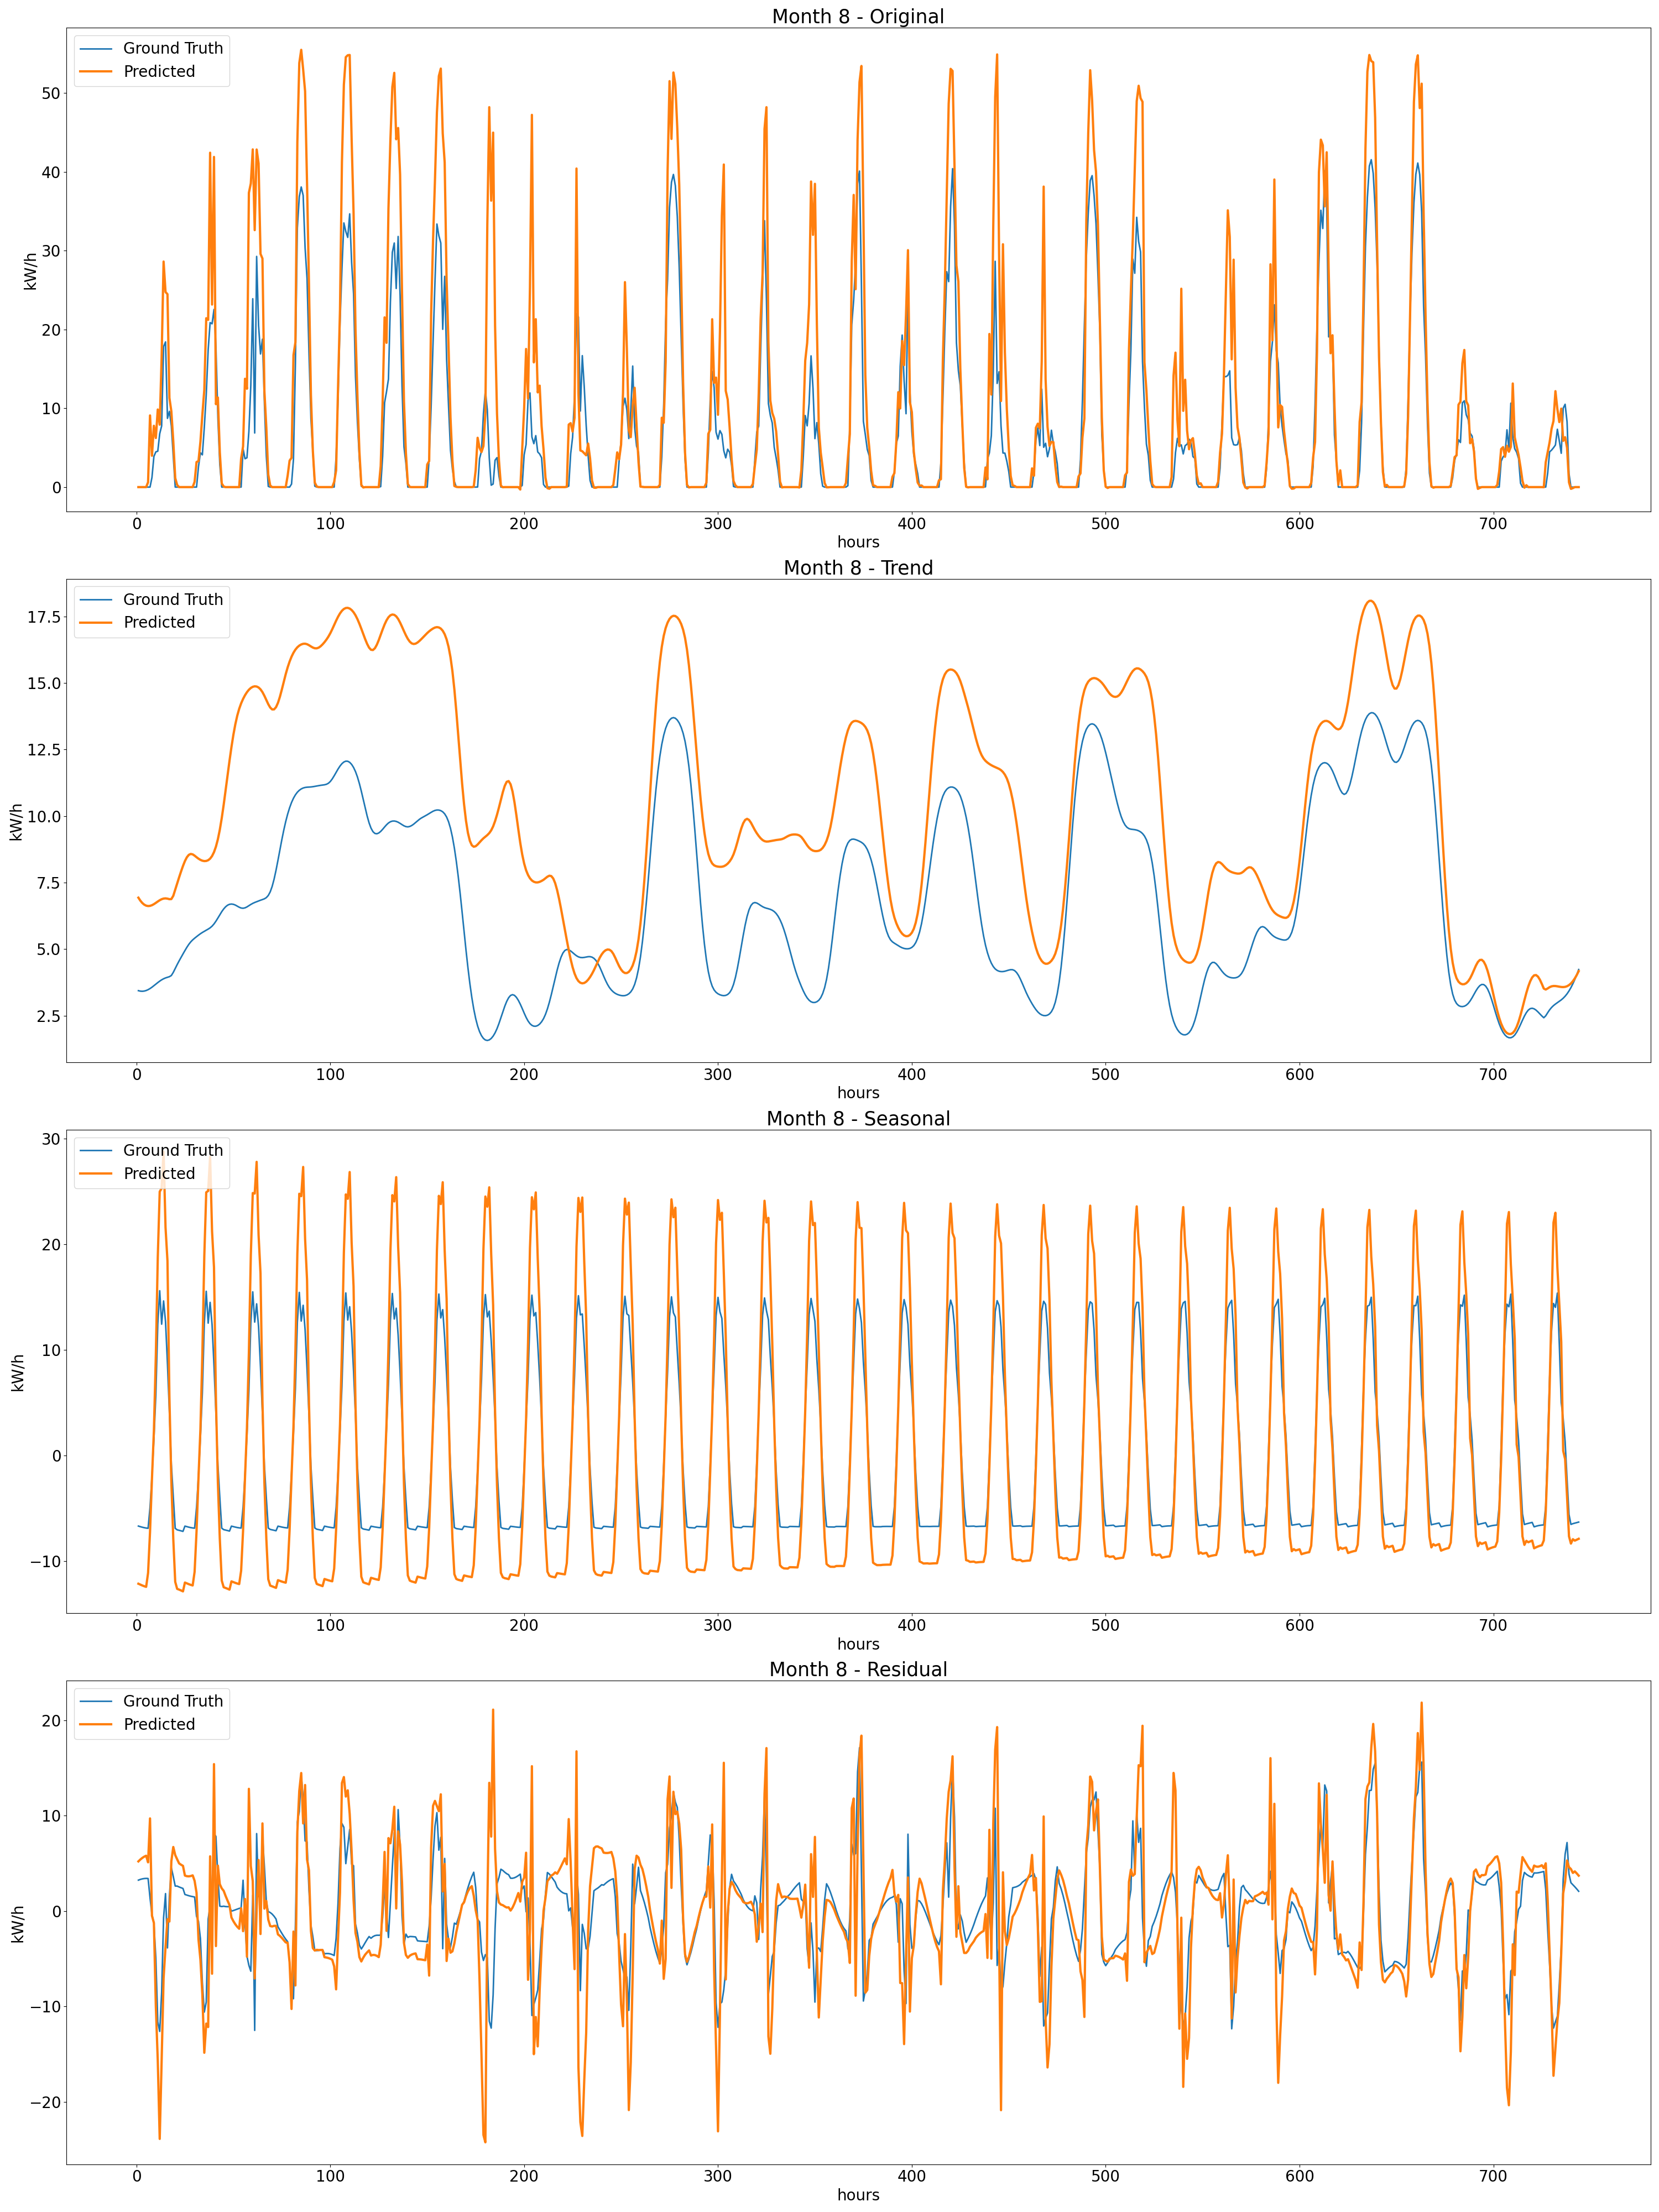 Month 8 - Original
Ground Truth
Predicted
50
40
30
20
10
0
kW/h
0 100 200 300 400 500 600 700
hours
Month 8 - Trend
Ground Truth
Predicted
17.5
15.0
12.5
10.0
7.5
5.0
2.5
kW/h
0 100 200 300 400 500 600 700
hours
Month 8 - Seasonal
Ground Truth
Predicted
30
20
10
0
−10
kW/h
0 100 200 300 400 500 600 700
hours
Month 8 - Residual
Ground Truth
Predicted
20
10
0
−10
−20
kW/h
0 100 200 300 400 500 600 700
hours